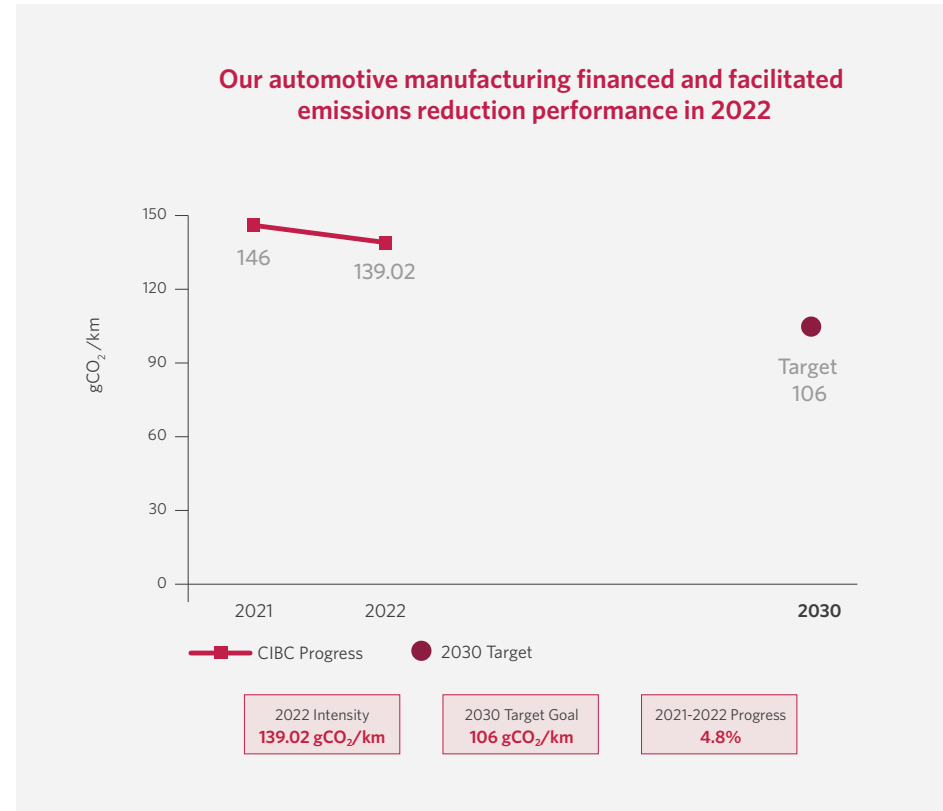 Our automotive manufacturing financed and facilitated
emissions reduction performance in 2022
150
120
90
60
30
0
gCO₂/km
146
139.02
Target
106
2021
2022
2030
CIBC Progress
2030 Target
2022 Intensity
139.02 gCO₂/km
2030 Target Goal
106 gCO₂/km
2021-2022 Progress
4.8%